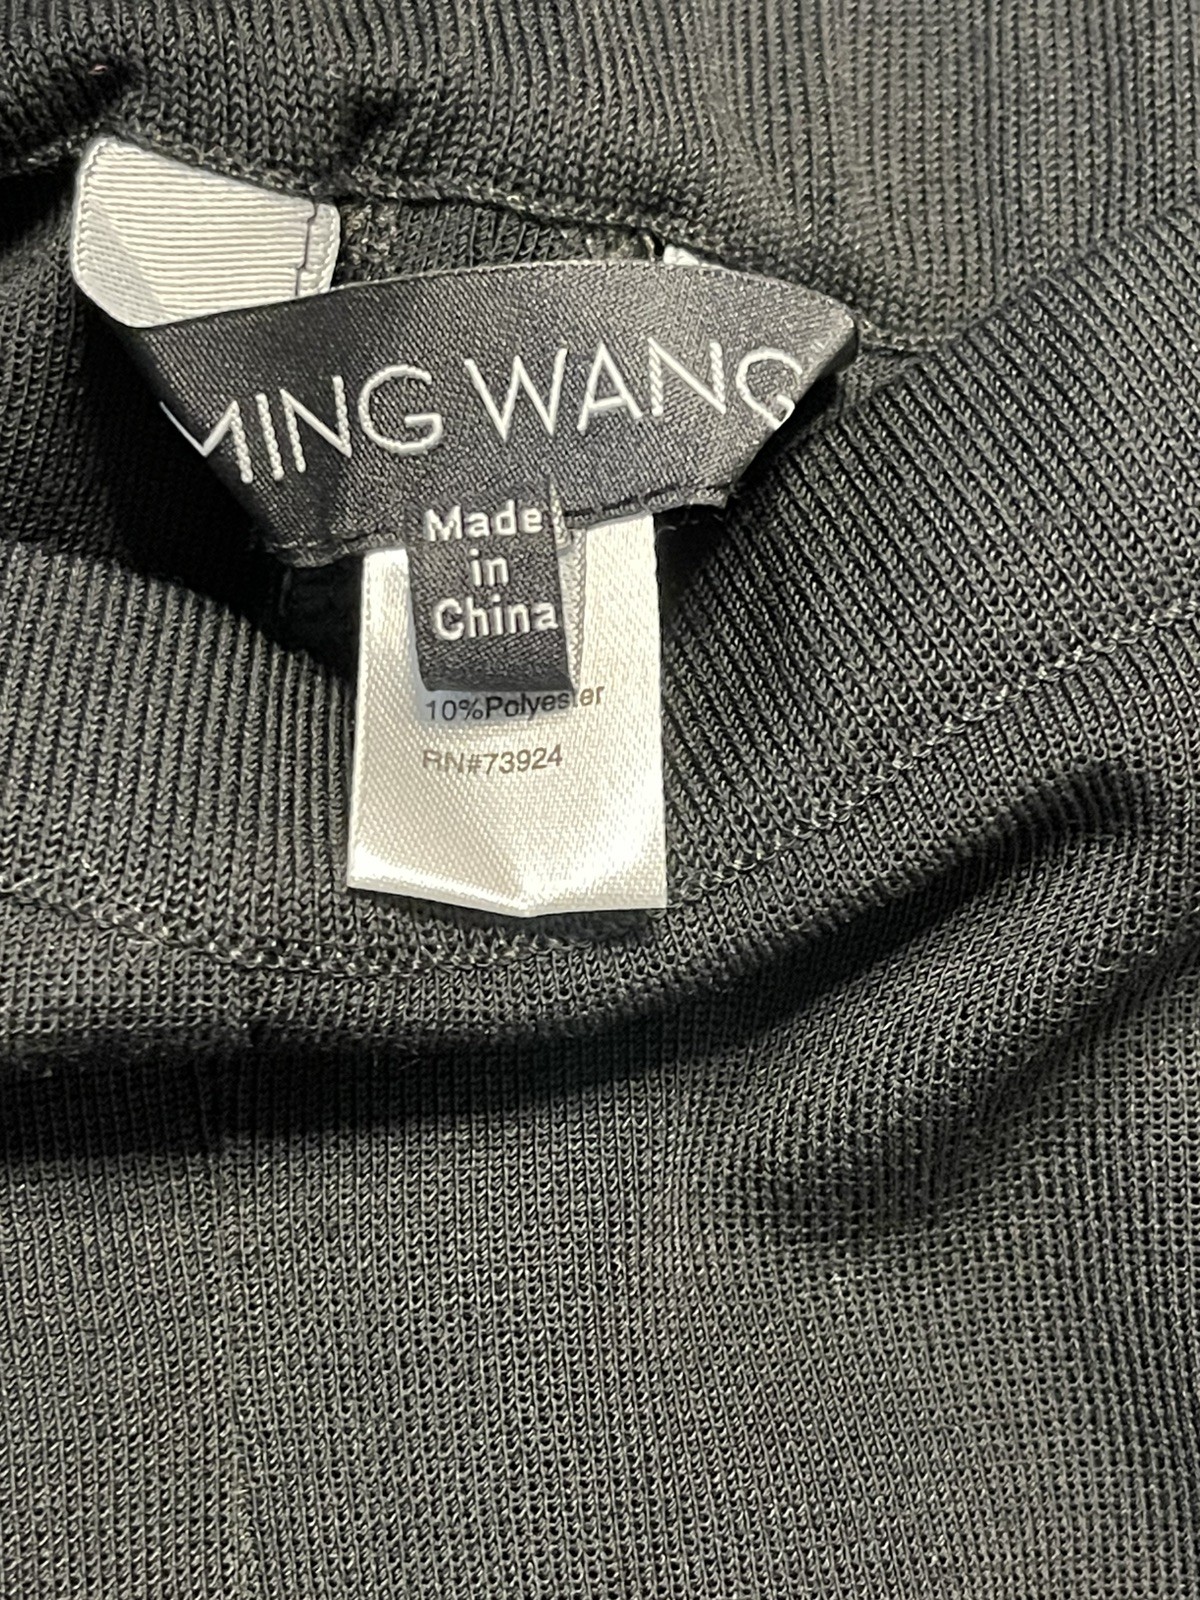 MING WANG
Made
in
China
10%Polyester
RN#73924